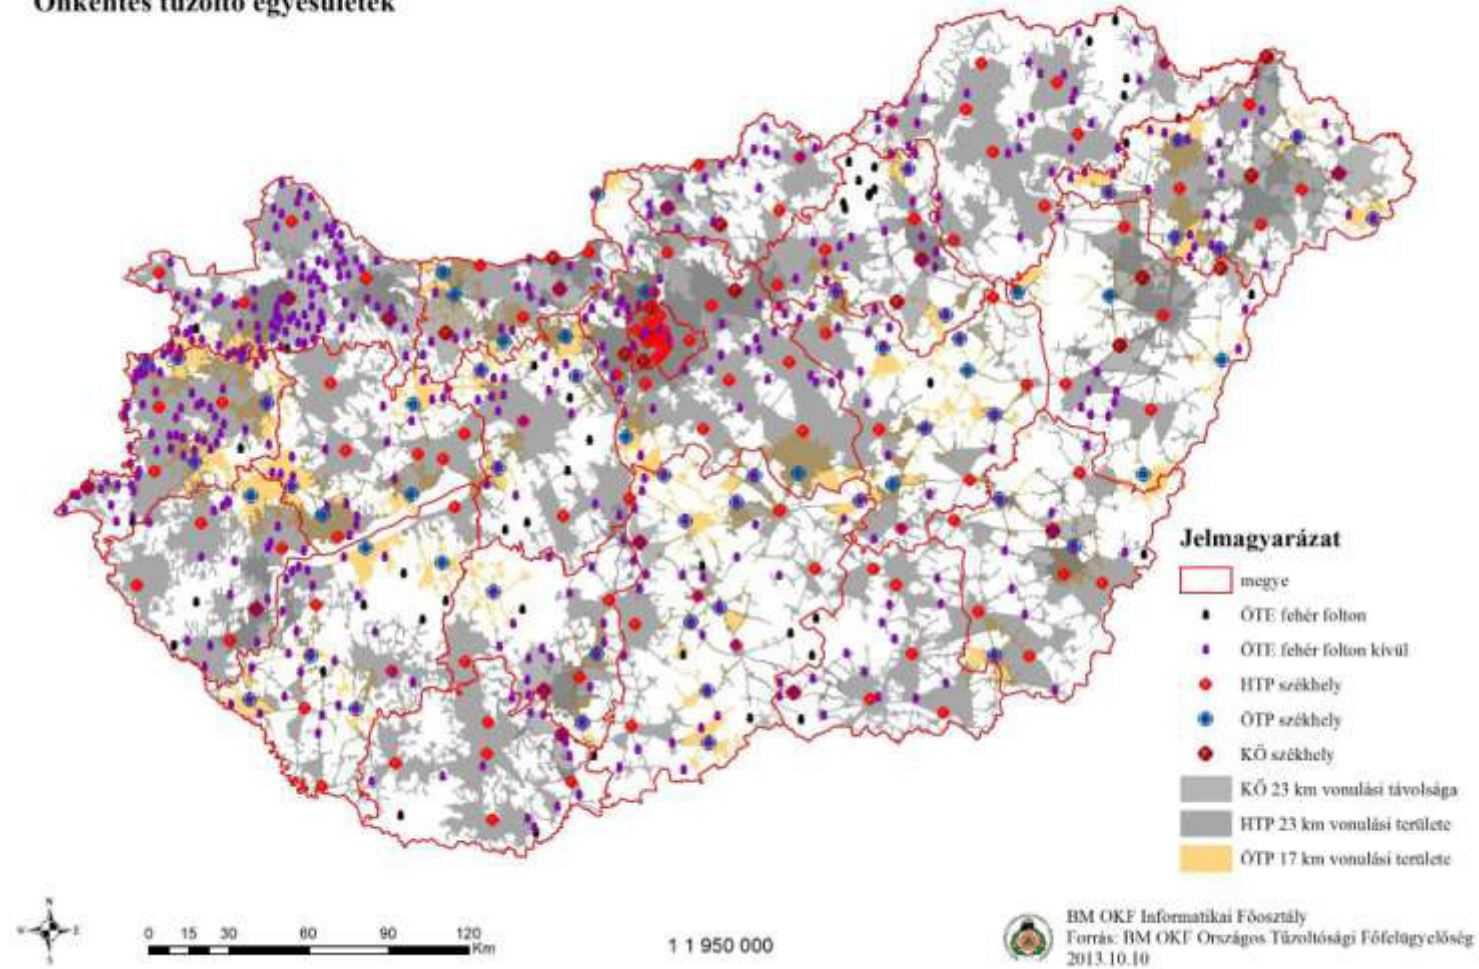 Önkéntes tűzoltó egyesületek
Jelmagyarázat
megye
ÖTE fehér folton
ÖTE fehér folton kívül
HTP székhely
ÖTP székhely
KŐ székhely
KŐ 23 km vonulási távolsága
HTP 23 km vonulási területe
ÖTP 17 km vonulási területe
N
W
E
S
0 15 30 60 90 120
Km
1 1 950 000
BM OKF Informatikai Főosztály
Forrás: BM OKF Országos Tűzoltósági Főfelügyelőség
2013.10.10